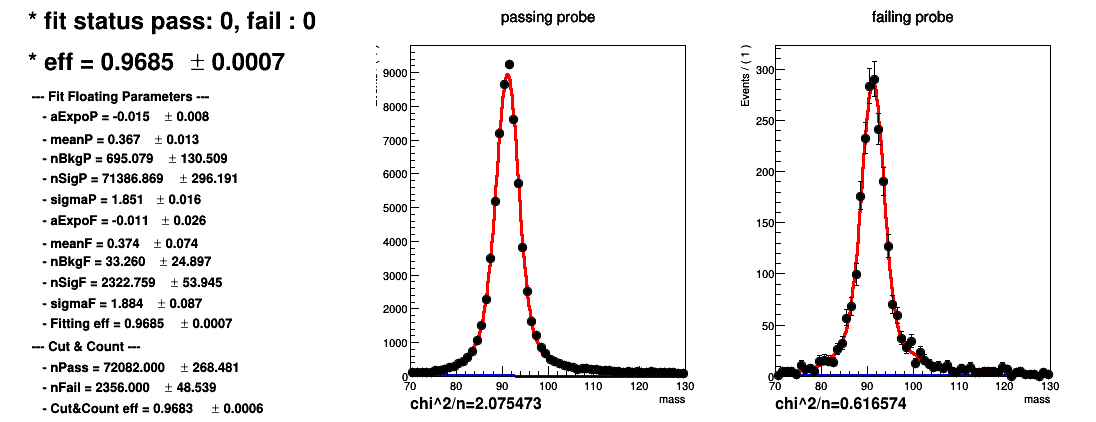 * fit status pass: 0, fail : 0
* eff = 0.9685 ± 0.0007
--- Fit Floating Parameters ---
- aExpoP = -0.015 ± 0.008
- meanP = 0.367 ± 0.013
- nBkgP = 695.079 ± 130.509
- nSigP = 71386.869 ± 296.191
- sigmaP = 1.851 ± 0.016
- aExpoF = -0.011 ± 0.026
- meanF = 0.374 ± 0.074
- nBkgF = 33.260 ± 24.897
- nSigF = 2322.759 ± 53.945
- sigmaF = 1.884 ± 0.087
- Fitting eff = 0.9685 ± 0.0007
--- Cut & Count ---
- nPass = 72082.000 ± 268.481
- nFail = 2356.000 ± 48.539
- Cut&Count eff = 0.9683 ± 0.0006
passing probe
9000
8000
7000
6000
5000
4000
3000
2000
1000
0
70 80 90 100 110 120 130
mass
chi^2/n=2.075473
failing probe
Events / ( 1 )
300
250
200
150
100
50
0
70 80 90 100 110 120 130
mass
chi^2/n=0.616574